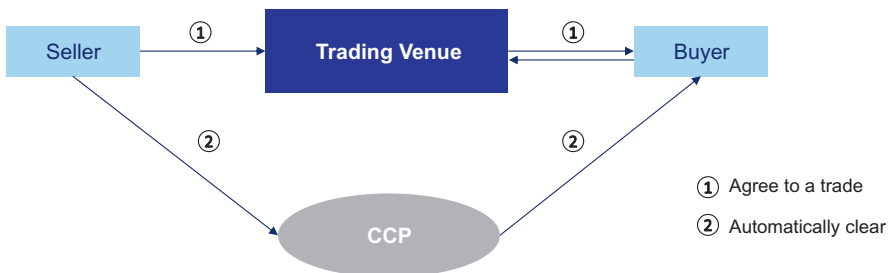 ① ①
Seller Trading Venue Buyer
② ②
① Agree to a trade
② Automatically clear
CCP